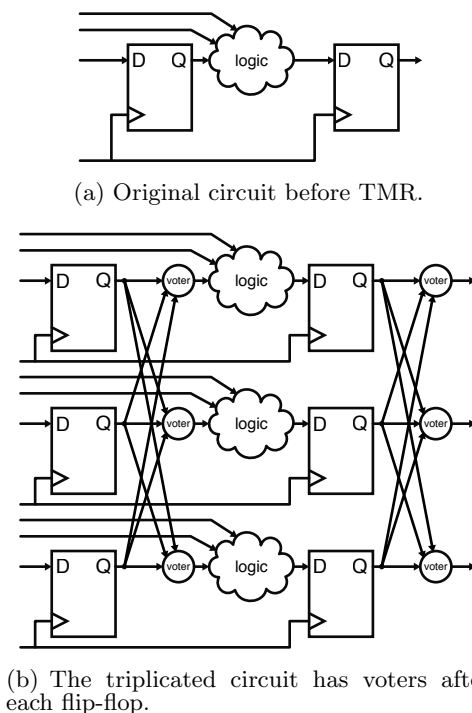 D Q logic D Q
(a) Original circuit before TMR.
D Q voter logic D Q voter
D Q voter logic D Q voter
D Q voter logic D Q voter
(b) The triplicated circuit has voters afte
each flip-flop.